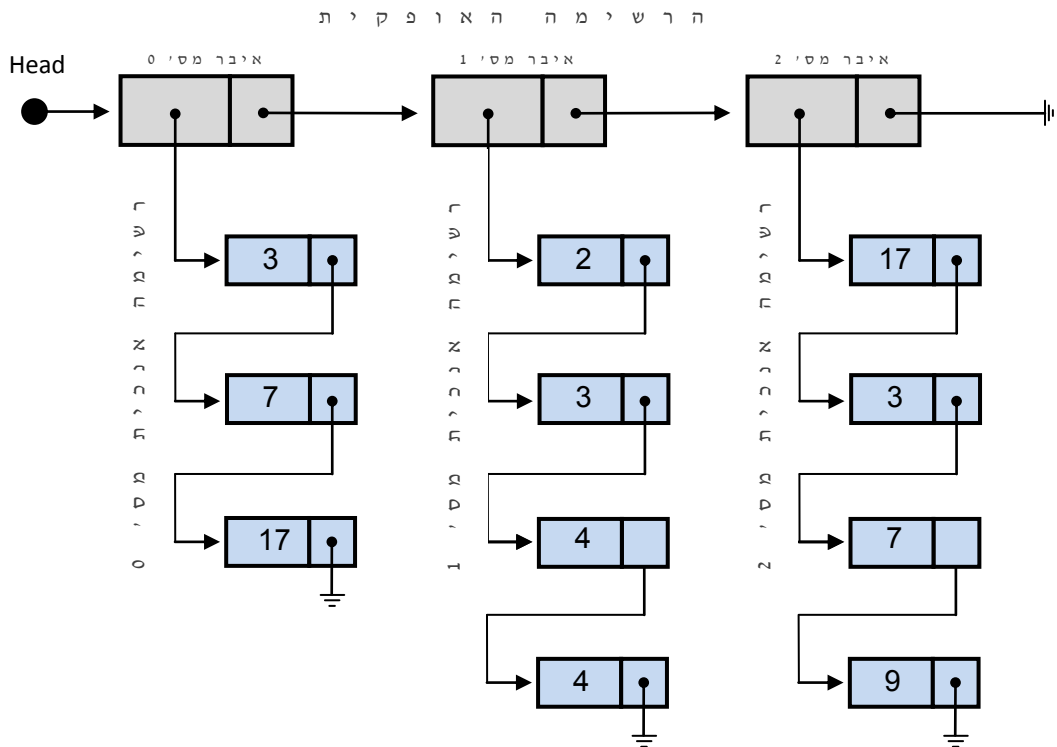 הרשימה האופקית
Head
איבר מס׳ 0
איבר מס׳ 1
איבר מס׳ 2
רשימה אנכית מס׳ 0
3
7
17
רשימה אנכית מס׳ 1
2
3
4
4
רשימה אנכית מס׳ 2
17
3
7
9